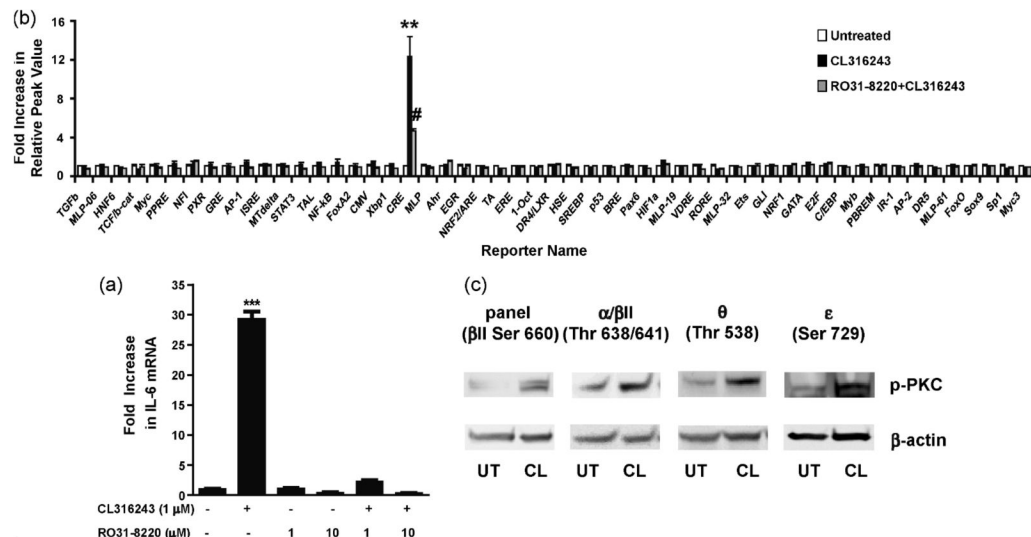 (b)
16
12
8
4
0
Fold Increase in
Relative Peak Value
**
#
Untreated
CL316243
RO31-8220+CL316243
TGFb
MLP-06
HNF6
TCF/b-cat
Myc
PPRE
NFI
PXR
GRE
AP-1
ISRE
MTdelta
STAT3
TAL
NF-kB
FoxA2
CMV
Xbp1
CRE
MLP
Ahr
EGR
NRF2/ARE
TA
ERE
1-Oct
DR4/LXR
HSE
SREBP
p53
BRE
Pax6
HIF1a
MLP-19
VDRE
RORE
MLP-32
Ets
GLI
NRF1
GATA
E2F
C/EBP
Myb
PBREM
IR-1
AP-2
DR5
MLP-61
FoxO
Sox9
Sp1
Myc3
Reporter Name
(a)
35
30
25
20
15
10
5
0
Fold Increase
in IL-6 mRNA
***
CL316243 (1 μM) - + - - + +
RO31-8220 (μM) - - 1 10 1 10
(c)
panel α/βII θ ε
(βII Ser 660) (Thr 638/641) (Thr 538) (Ser 729)
p-PKC
β-actin
UT CL UT CL UT CL UT CL